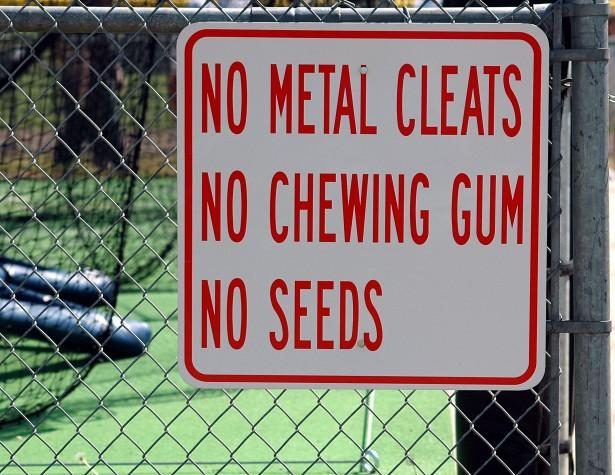 NO METAL CLEATS
NO CHEWING GUM
NO SEEDS